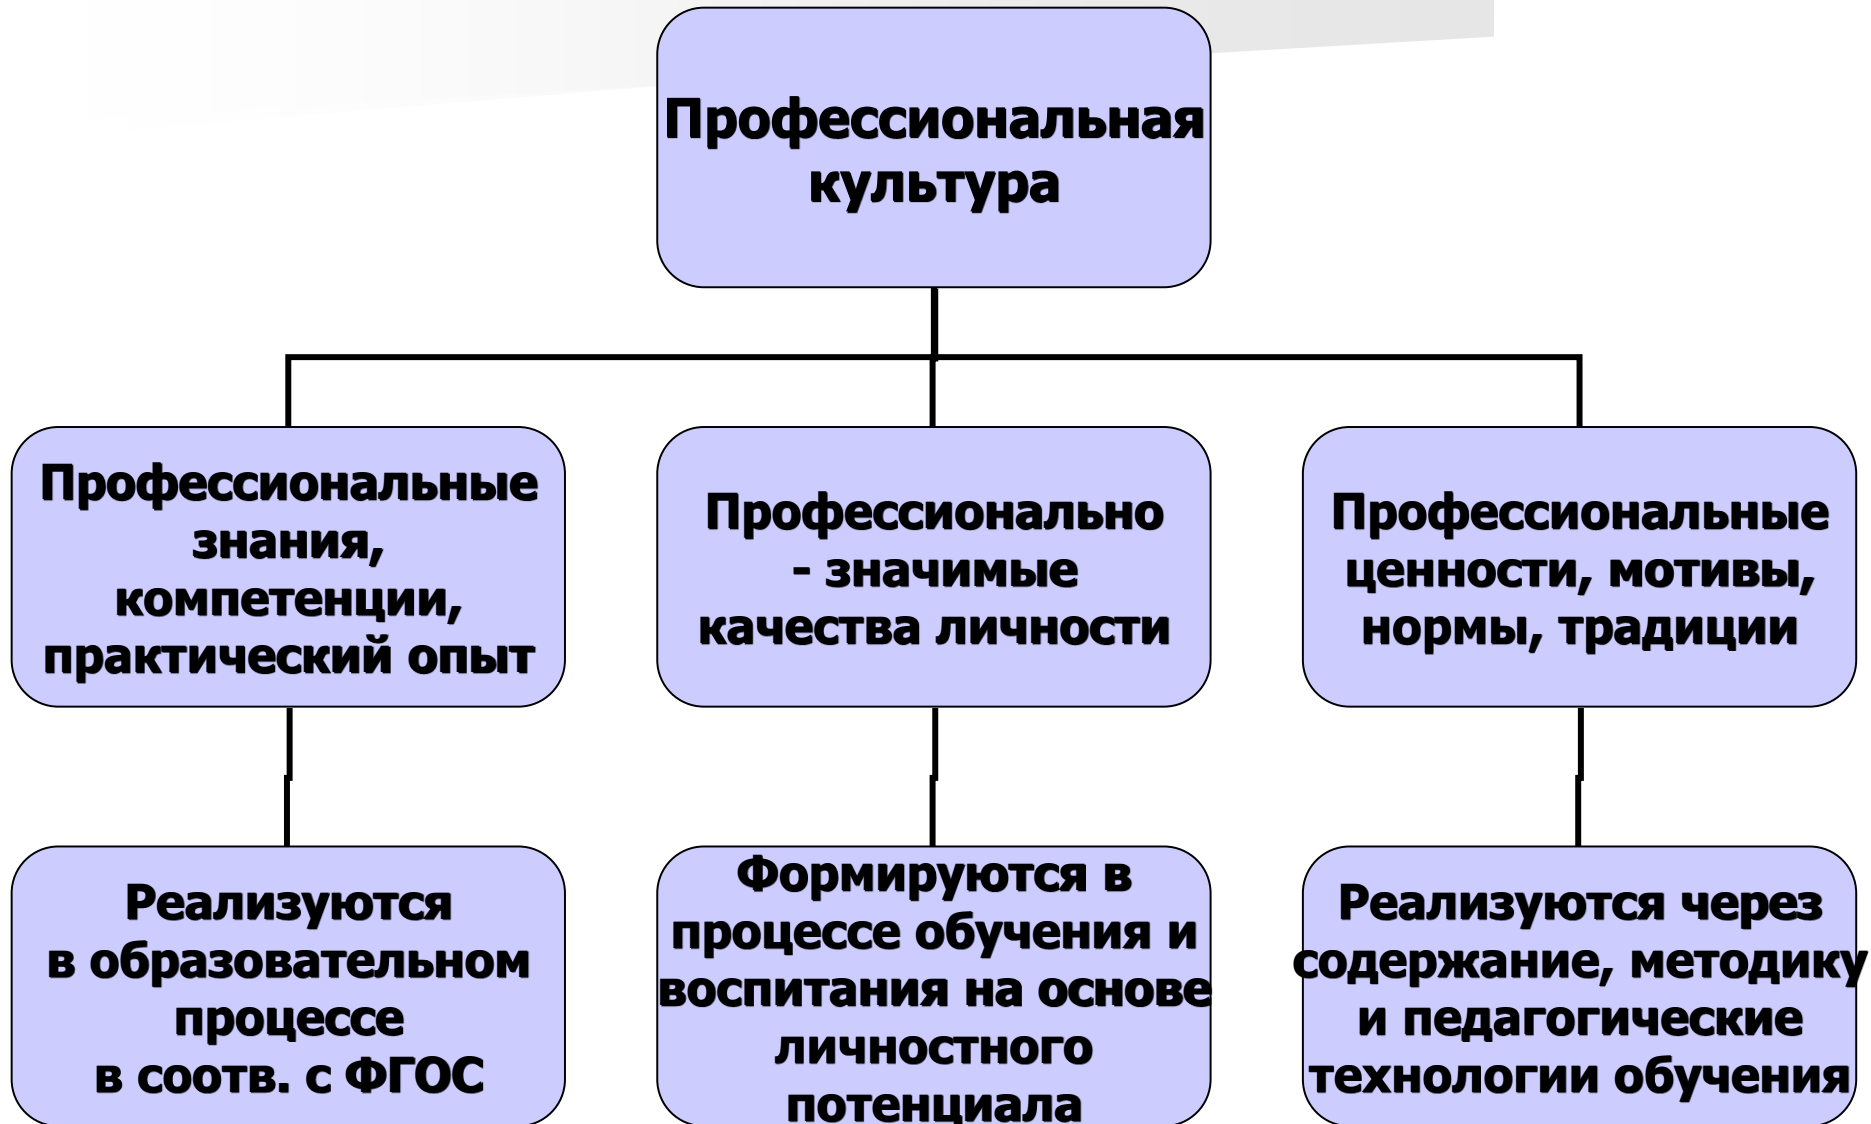 Профессиональная
культура
Профессиональные
знания,
компетенции,
практический опыт
Профессионально
- значимые
качества личности
Профессиональные
ценности, мотивы,
нормы, традиции
Реализуются
в образовательном
процессе
в соотв. с ФГОС
Формируются в
процессе обучения и
воспитания на основе
личностного
потенциала
Реализуются через
содержание, методику
и педагогические
технологии обучения